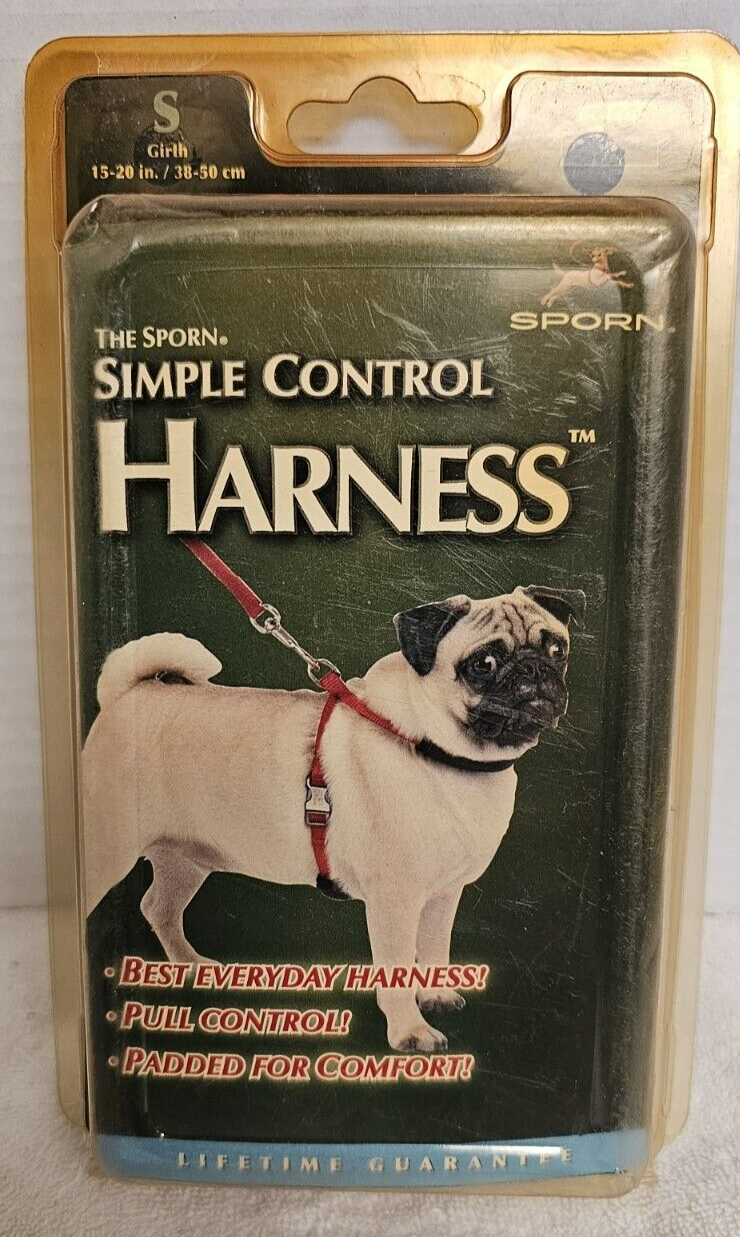 S
Girth
15-20 in. / 38-50 cm
SPORN®
THE SPORN®
SIMPLE CONTROL
HARNESS™
• BEST EVERYDAY HARNESS!
• PULL CONTROL!
• PADDED FOR COMFORT!
LIFETIME GUARANTEE